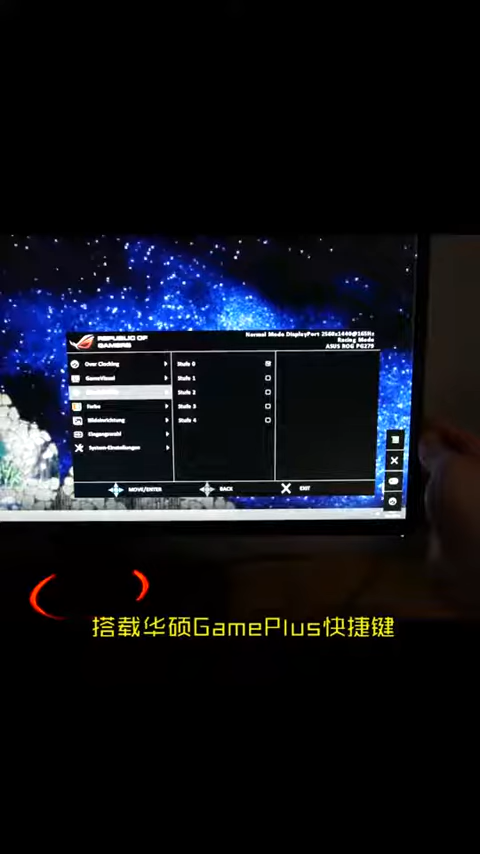 REPUBLIC OF
GAMERS
Normal Mode DisplayPort 2560x1440@165Hz
Racing Mode
ASUS ROG PG279
Over Clocking
GameVisual
Farbe
Bildeinrichtung
Eingangswahl
System-Einstellungen
Stufe 0
Stufe 1
Stufe 2
Stufe 3
Stufe 4
MOVE/ENTER
BACK
EXIT
搭载华硕GamePlus快捷键